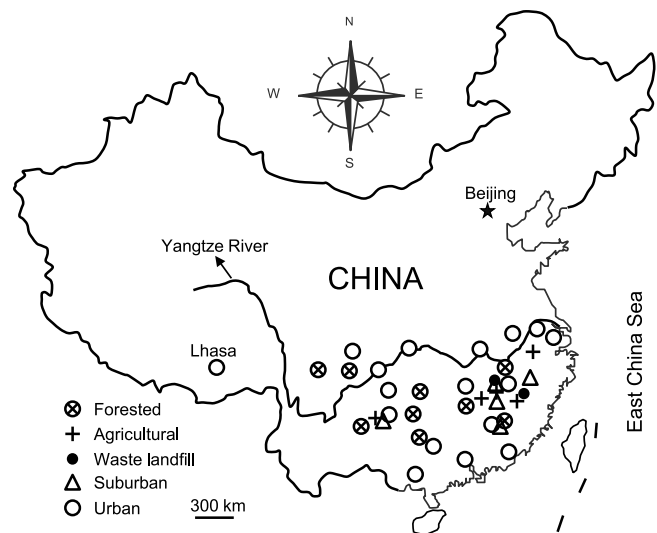 N
W
E
S
Beijing
Yangtze River
CHINA
Lhasa
East China Sea
Forested
Agricultural
Waste landfill
Suburban
Urban
300 km